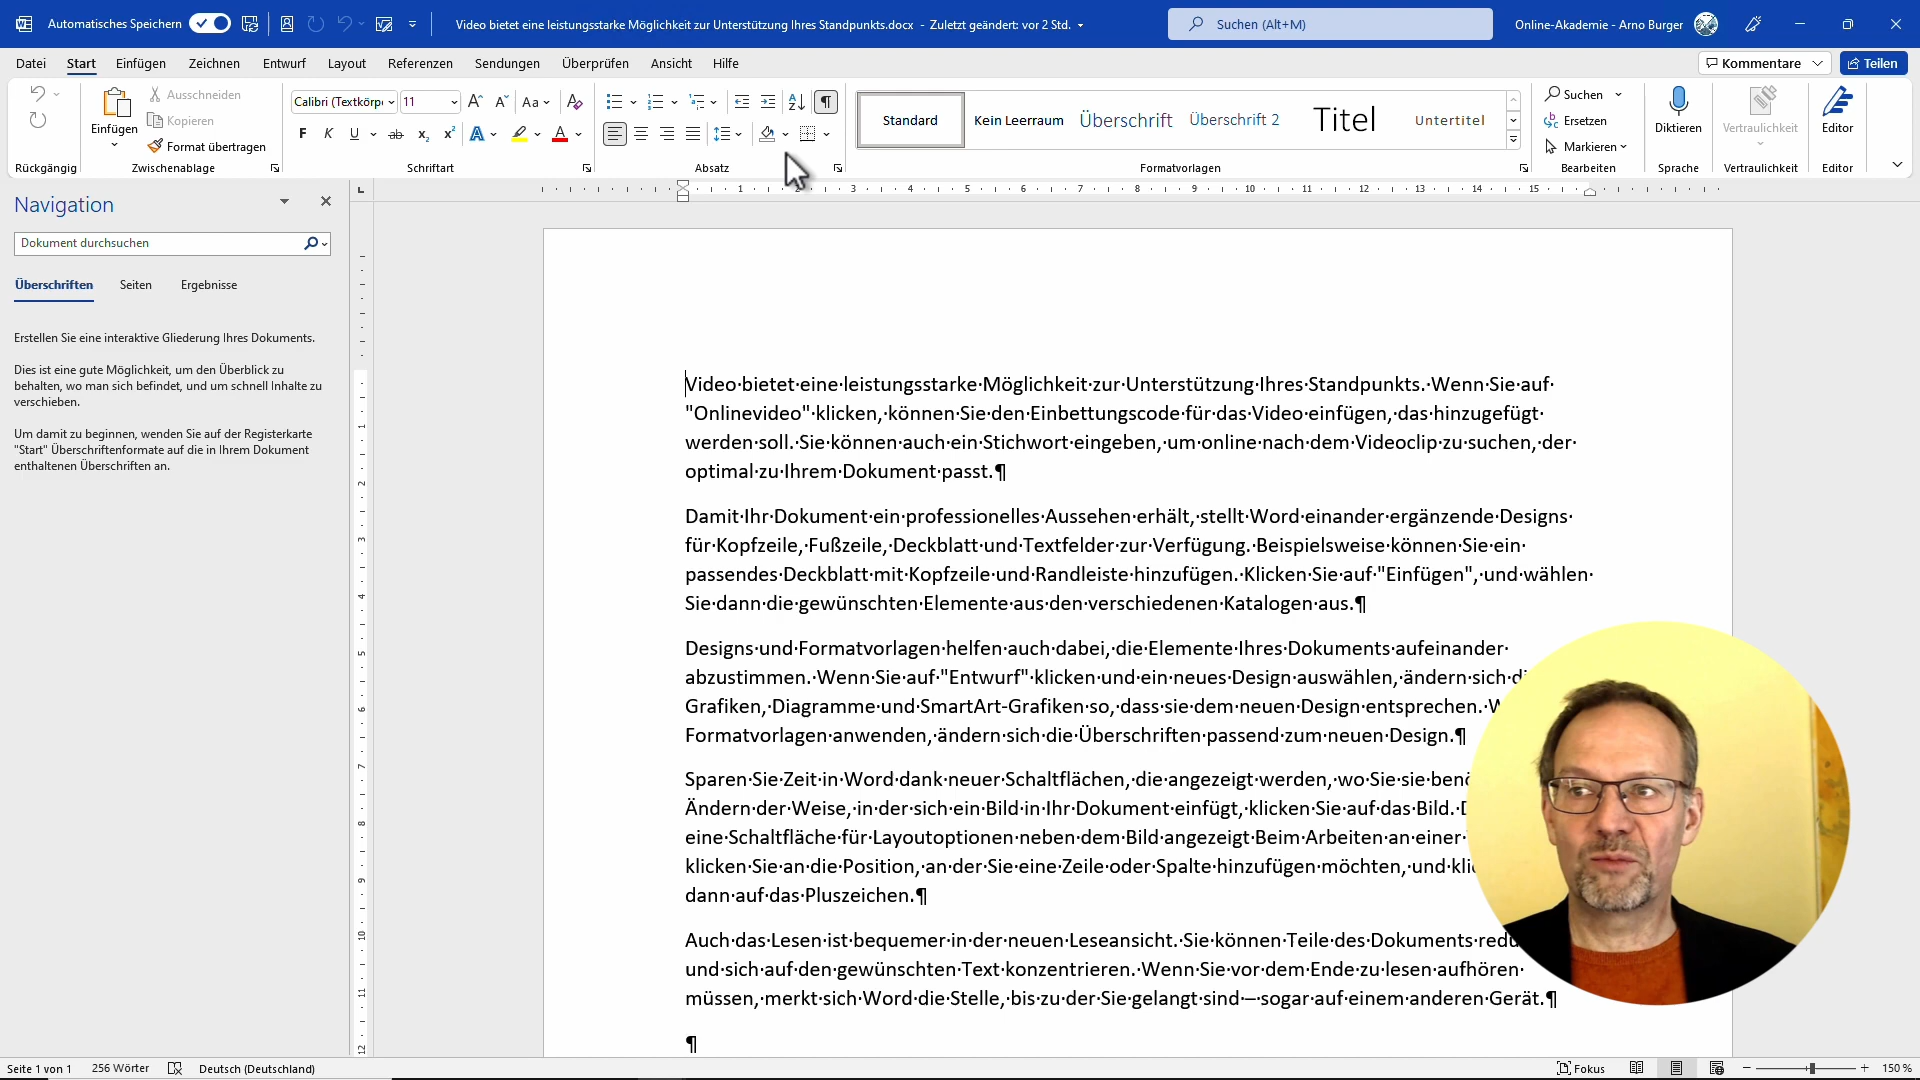 Automatisches Speichern
Video bietet eine leistungsstarke Möglichkeit zur Unterstützung Ihres Standpunkts.docx - Zuletzt geändert: vor 2 Std.
Suchen (Alt+M)
Online-Akademie - Arno Burger
Datei Start Einfügen Zeichnen Entwurf Layout Referenzen Sendungen Überprüfen Ansicht Hilfe
Kommentare
Teilen
Einfügen
Ausschneiden
Kopieren
Format übertragen
Calibri (Textkörp 11
Standard
Kein Leerraum
Überschrift
Überschrift 2
Titel
Untertitel
Suchen
Ersetzen
Markieren
Diktieren
Vertraulichkeit
Editor
Rückgängig
Zwischenablage
Schriftart
Absatz
Formatvorlagen
Bearbeiten
Sprache
Vertraulichkeit
Editor
Navigation
Dokument durchsuchen
Überschriften Seiten Ergebnisse
Erstellen Sie eine interaktive Gliederung Ihres Dokuments.
Dies ist eine gute Möglichkeit, um den Überblick zu
behalten, wo man sich befindet, und um schnell Inhalte zu
verschieben.
Um damit zu beginnen, wenden Sie auf der Registerkarte
"Start" Überschriftenformate auf die in Ihrem Dokument
enthaltenen Überschriften an.
Video·bietet·eine·leistungsstarke·Möglichkeit·zur·Unterstützung·Ihres·Standpunkts.·Wenn·Sie·auf·
"Onlinevideo"·klicken,·können·Sie·den·Einbettungscode·für·das·Video·einfügen,·das·hinzugefügt·
werden·soll.·Sie·können·auch·ein·Stichwort·eingeben,·um·online·nach·dem·Videoclip·zu·suchen,·der·
optimal·zu·Ihrem·Dokument·passt.¶
Damit·Ihr·Dokument·ein·professionelles·Aussehen·erhält,·stellt·Word·einander·ergänzende·Designs·
für·Kopfzeile,·Fußzeile,·Deckblatt·und·Textfelder·zur·Verfügung.·Beispielsweise·können·Sie·ein·
passendes·Deckblatt·mit·Kopfzeile·und·Randleiste·hinzufügen.·Klicken·Sie·auf·"Einfügen",·und·wählen·
Sie·dann·die·gewünschten·Elemente·aus·den·verschiedenen·Katalogen·aus.¶
Designs·und·Formatvorlagen·helfen·auch·dabei,·die·Elemente·Ihres·Dokuments·aufeinander·
abzustimmen.·Wenn·Sie·auf·"Entwurf"·klicken·und·ein·neues·Design·auswählen,·ändern·sich·
Grafiken,·Diagramme·und·SmartArt-Grafiken·so,·dass·sie·dem·neuen·Design·entsprechen.·
Formatvorlagen·anwenden,·ändern·sich·die·Überschriften·passend·zum·neuen·Design.¶
Sparen·Sie·Zeit·in·Word·dank·neuer·Schaltflächen,·die·angezeigt·werden,·wo·Sie·sie·
Ändern·der·Weise,·in·der·sich·ein·Bild·in·Ihr·Dokument·einfügt,·klicken·Sie·auf·das·Bild.·
eine·Schaltfläche·für·Layoutoptionen·neben·dem·Bild·angezeigt·Beim·Arbeiten·an·einer·
klicken·Sie·an·die·Position,·an·der·Sie·eine·Zeile·oder·Spalte·hinzufügen·möchten,·und·
dann·auf·das·Pluszeichen.¶
Auch·das·Lesen·ist·bequemer·in·der·neuen·Leseansicht.·Sie·können·Teile·des·Dokuments·
und·sich·auf·den·gewünschten·Text·konzentrieren.·Wenn·Sie·vor·dem·Ende·zu·lesen·aufhören·
müssen,·merkt·sich·Word·die·Stelle,·bis·zu·der·Sie·gelangt·sind·–·sogar·auf·einem·anderen·Gerät.¶
¶
Seite 1 von 1 256 Wörter Deutsch (Deutschland)
Fokus
150 %